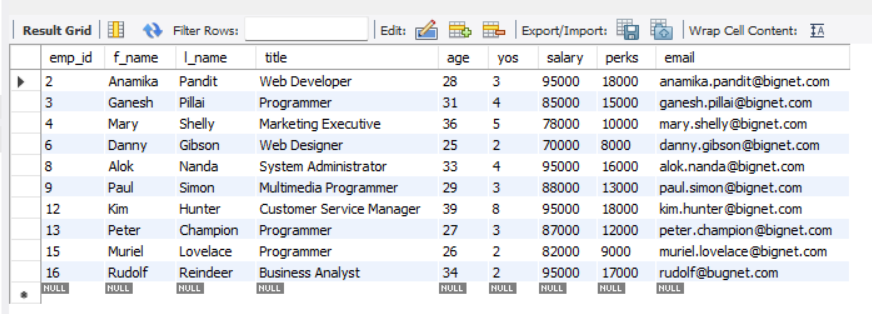 Result Grid Filter Rows: Edit: Export/Import: Wrap Cell Content: IA
emp_id f_name l_name title age yos salary perks email
2 Anamika Pandit Web Developer 28 3 95000 18000 anamika.pandit@bignet.com
3 Ganesh Pillai Programmer 31 4 85000 15000 ganesh.pillai@bignet.com
4 Mary Shelly Marketing Executive 36 5 78000 10000 mary.shelly@bignet.com
6 Danny Gibson Web Designer 25 2 70000 8000 danny.gibson@bignet.com
8 Alok Nanda System Administrator 33 4 95000 16000 alok.nanda@bignet.com
9 Paul Simon Multimedia Programmer 29 3 88000 13000 paul.simon@bignet.com
12 Kim Hunter Customer Service Manager 39 8 95000 18000 kim.hunter@bignet.com
13 Peter Champion Programmer 27 3 87000 12000 peter.champion@bignet.com
15 Muriel Lovelace Programmer 26 2 82000 9000 muriel.lovelace@bignet.com
16 Rudolf Reindeer Business Analyst 34 2 95000 17000 rudolf@bugnet.com
NULL NULL NULL NULL NULL NULL NULL NULL NULL